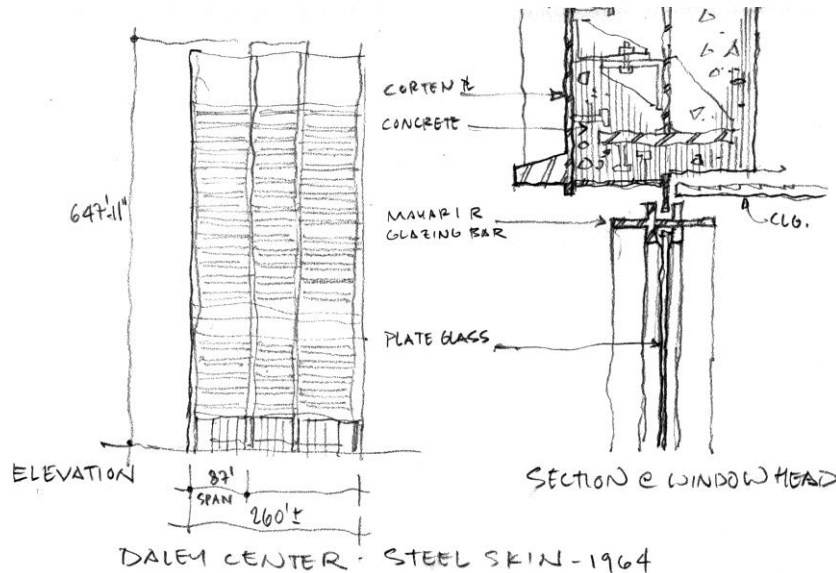 CORTEN ⅊
CONCRETE
647'-11"
MAYARI R
GLAZING BAR
CLG.
PLATE GLASS
ELEVATION
87'
SPAN
260'±
SECTION @ WINDOW HEAD
DALEY CENTER · STEEL SKIN - 1964